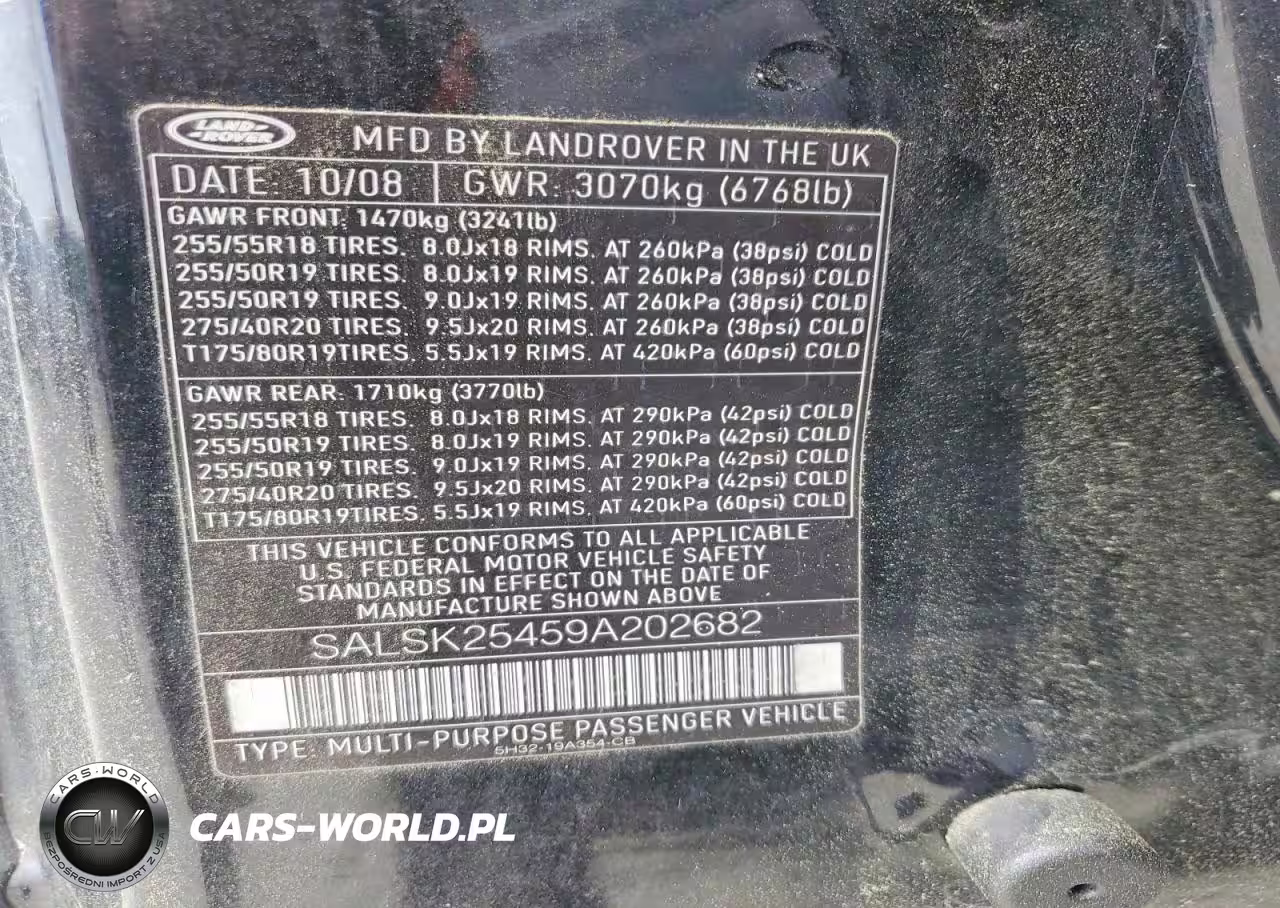 LAND ROVER
MFD BY LANDROVER IN THE UK
DATE: 10/08 GWR: 3070kg (6768lb)
GAWR FRONT: 1470kg (3241lb)
255/55R18 TIRES. 8.0Jx18 RIMS. AT 260kPa (38psi) COLD
255/50R19 TIRES. 8.0Jx19 RIMS. AT 260kPa (38psi) COLD
255/50R19 TIRES. 9.0Jx19 RIMS. AT 260kPa (38psi) COLD
275/40R20 TIRES. 9.5Jx20 RIMS. AT 260kPa (38psi) COLD
T175/80R19TIRES. 5.5Jx19 RIMS. AT 420kPa (60psi) COLD
GAWR REAR: 1710kg (3770lb)
255/55R18 TIRES. 8.0Jx18 RIMS. AT 290kPa (42psi) COLD
255/50R19 TIRES. 8.0Jx19 RIMS. AT 290kPa (42psi) COLD
255/50R19 TIRES. 9.0Jx19 RIMS. AT 290kPa (42psi) COLD
275/40R20 TIRES. 9.5Jx20 RIMS. AT 290kPa (42psi) COLD
T175/80R19TIRES. 5.5Jx19 RIMS. AT 420kPa (60psi) COLD
THIS VEHICLE CONFORMS TO ALL APPLICABLE
U.S. FEDERAL MOTOR VEHICLE SAFETY
STANDARDS IN EFFECT ON THE DATE OF
MANUFACTURE SHOWN ABOVE
SALSK25459A202682
TYPE: MULTI-PURPOSE PASSENGER VEHICLE
5H32-19A354-CB
CARS-WORLD
CW
BEZPOŚREDNI IMPORT Z USA
CARS-WORLD.PL